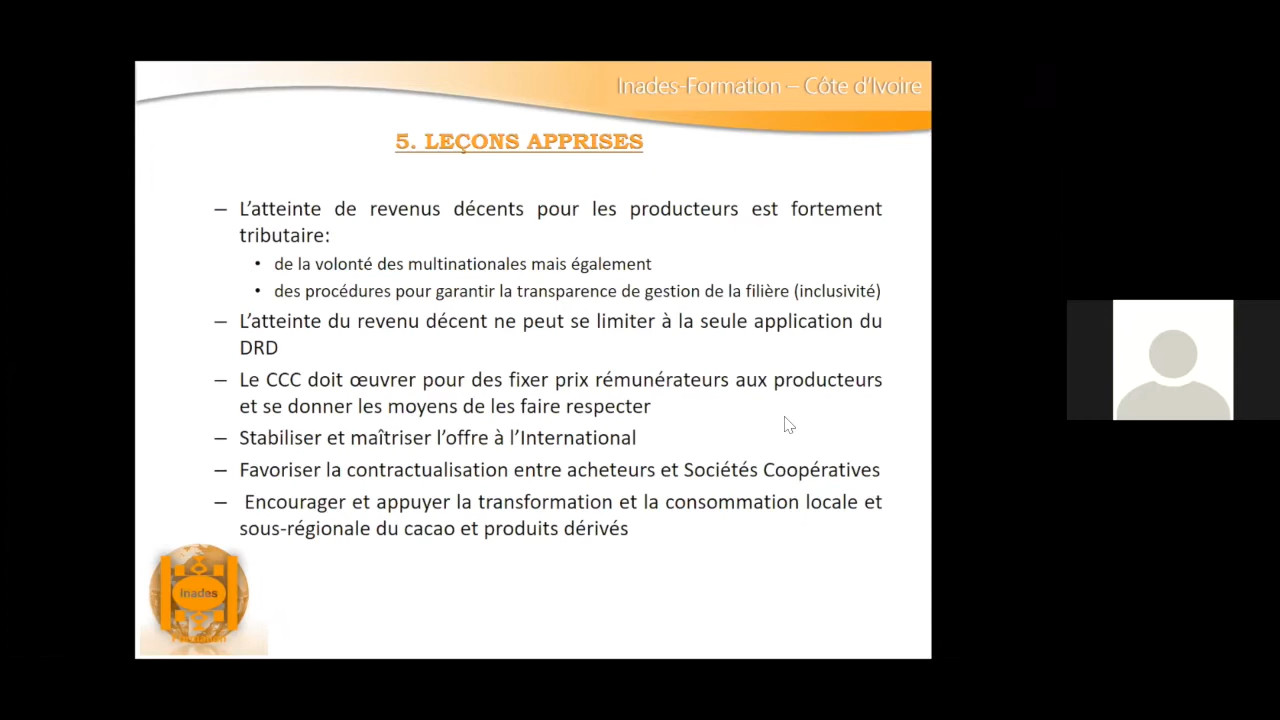 Inades-Formation – Côte d'Ivoire
5. LEÇONS APPRISES
– L'atteinte de revenus décents pour les producteurs est fortement
tributaire:
• de la volonté des multinationales mais également
• des procédures pour garantir la transparence de gestion de la filière (inclusivité)
– L'atteinte du revenu décent ne peut se limiter à la seule application du
DRD
– Le CCC doit œuvrer pour des fixer prix rémunérateurs aux producteurs
et se donner les moyens de les faire respecter
– Stabiliser et maîtriser l'offre à l'International
– Favoriser la contractualisation entre acheteurs et Sociétés Coopératives
– Encourager et appuyer la transformation et la consommation locale et
sous-régionale du cacao et produits dérivés
Inades